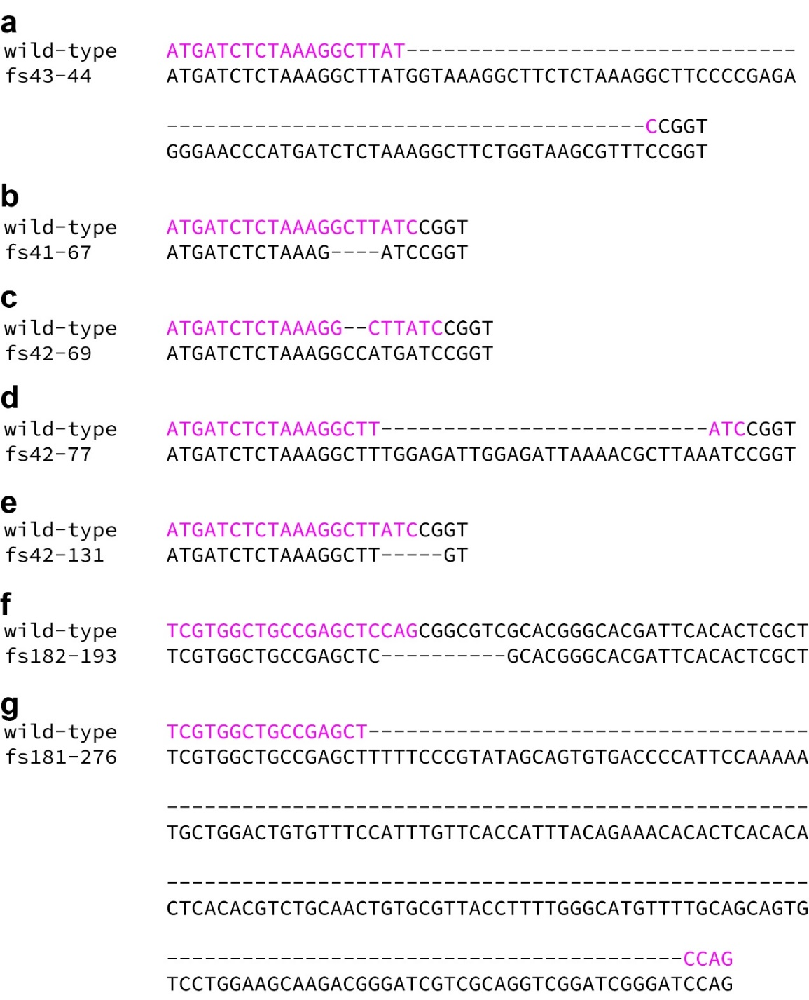 a
wild-type ATGATCTCTAAAGGCTTAT-------------------------------
fs43-44 ATGATCTCTAAAGGCTTATGGTAAAGGCTTCTCTAAAGGCTTCCCCGAGA
--------------------------------------CCGGT
GGGAACCCATGATCTCTAAAGGCTTCTGGTAAGCGTTTCCGGT
b
wild-type ATGATCTCTAAAGGCTTATCCGGT
fs41-67 ATGATCTCTAAAG----ATCCGGT
c
wild-type ATGATCTCTAAAGG--CTTATCCGGT
fs42-69 ATGATCTCTAAAGGCCATGATCCGGT
d
wild-type ATGATCTCTAAAGGCTT--------------------------ATCCGGT
fs42-77 ATGATCTCTAAAGGCTTTGGAGATTGGAGATTAAAACGCTTAAATCCGGT
e
wild-type ATGATCTCTAAAGGCTTATCCGGT
fs42-131 ATGATCTCTAAAGGCTT-----GT
f
wild-type TCGTGGCTGCCGAGCTCCAGCGGCGTCGCACGGGCACGATTCACACTCGCT
fs182-193 TCGTGGCTGCCGAGCTC----------GCACGGGCACGATTCACACTCGCT
g
wild-type TCGTGGCTGCCGAGCT-----------------------------------
fs181-276 TCGTGGCTGCCGAGCTTTTTCCCGTATAGCAGTGTGACCCCATTCCAAAAA
---------------------------------------------------
TGCTGGACTGTGTTTCCATTTGTTCACCATTTACAGAAACACACTCACACA
---------------------------------------------------
CTCACACGTCTGCAACTGTGCGTTACCTTTTGGGCATGTTTTGCAGCAGTG
-----------------------------------------CCAG
TCCTGGAAGCAAGACGGGATCGTCGCAGGTCGGATCGGGATCCAG